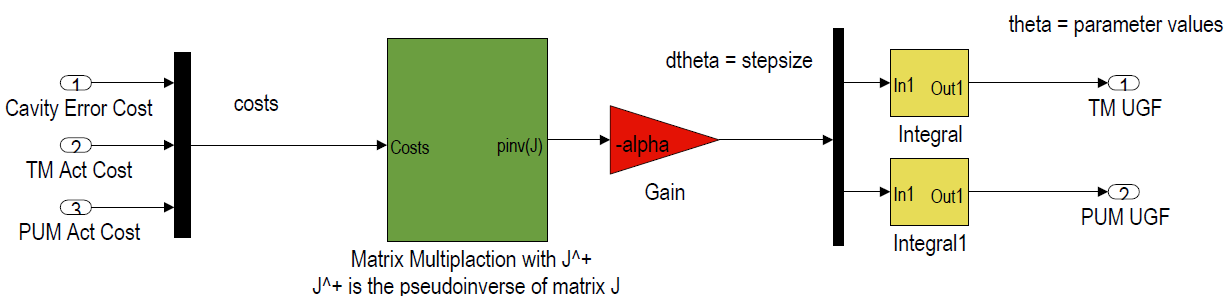 theta = parameter values
dtheta = stepsize
1
Cavity Error Cost
costs
2
TM Act Cost
3
PUM Act Cost
Costs
pinv(J)
Matrix Multiplaction with J^+
J^+ is the pseudoinverse of matrix J
-alpha
Gain
In1
Out1
Integral
1
TM UGF
In1
Out1
Integral1
2
PUM UGF